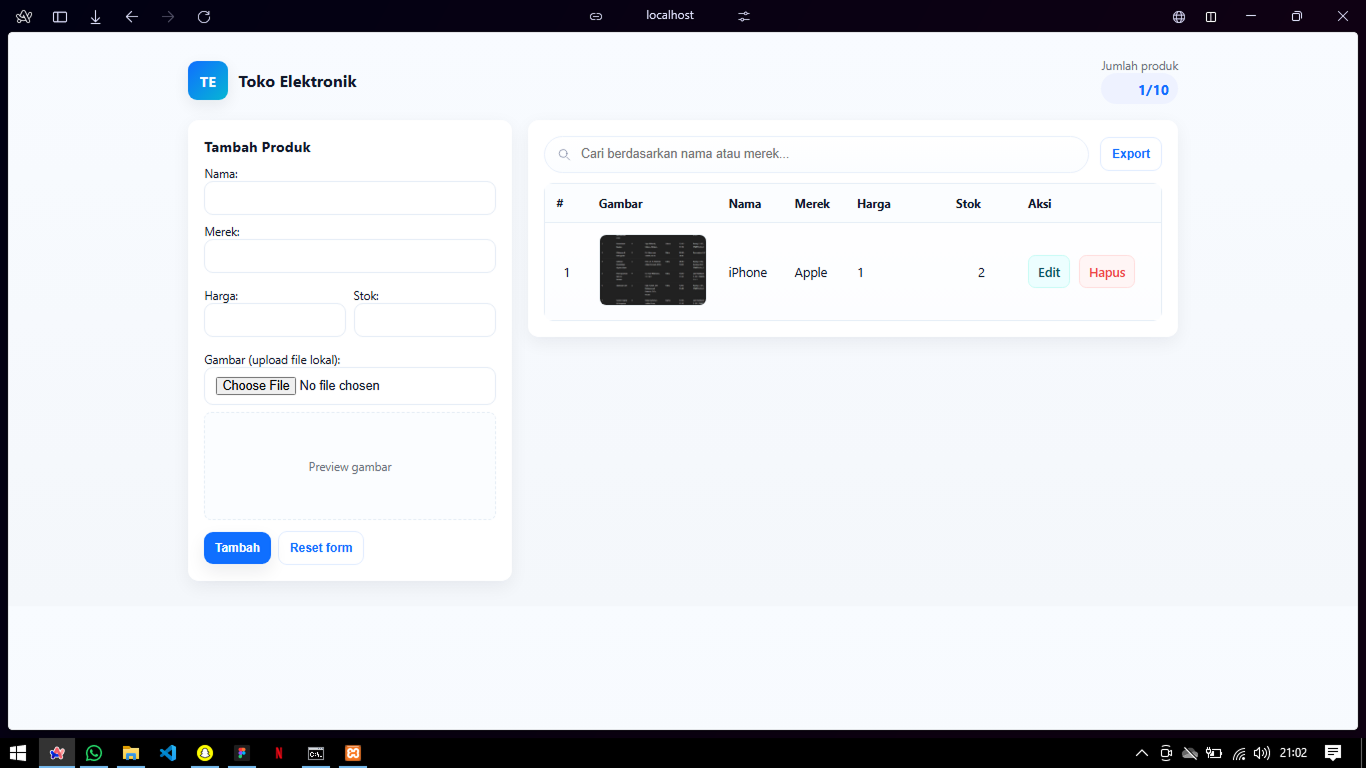 localhost
TE
Toko Elektronik
Jumlah produk
1/10
Tambah Produk
Nama:
Merek:
Harga: Stok:
Gambar (upload file lokal):
Choose File No file chosen
Preview gambar
Tambah Reset form
Cari berdasarkan nama atau merek...
Export
# Gambar Nama Merek Harga Stok Aksi
1 iPhone Apple 1 2 Edit Hapus
21:02